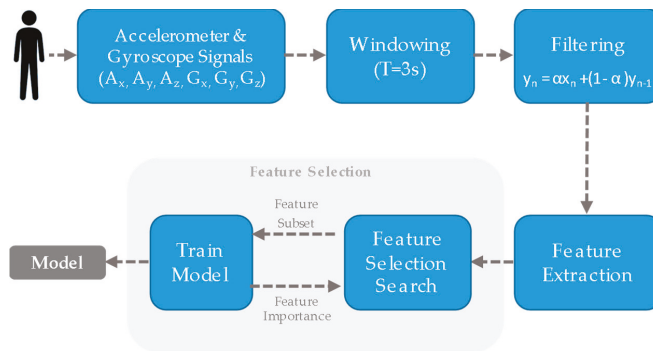 Accelerometer &
Gyroscope Signals
(Ax, Ay, Az, Gx, Gy, Gz)
Windowing
(T=3s)
Filtering
yn = αxn +(1- α)yn-1
Feature Selection
Feature
Subset
Model
Train
Model
Feature
Selection
Search
Feature
Extraction
Feature
Importance